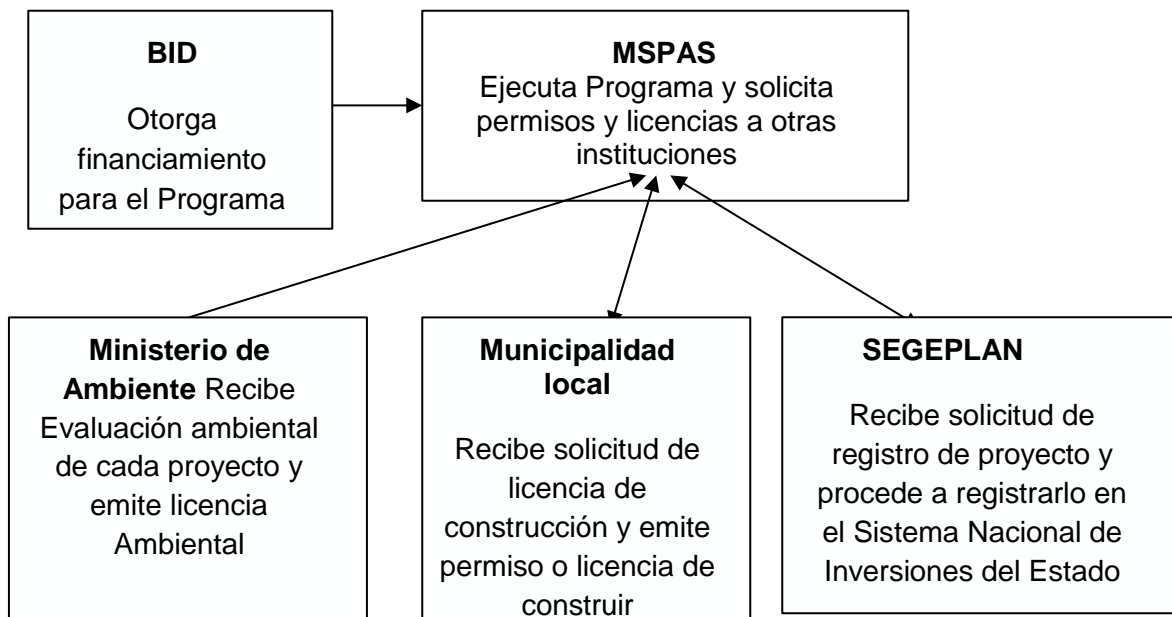 BID
Otorga
financiamiento
para el Programa
MSPAS
Ejecuta Programa y solicita
permisos y licencias a otras
instituciones
Ministerio de
Ambiente Recibe
Evaluación ambiental
de cada proyecto y
emite licencia
Ambiental
Municipalidad
local
Recibe solicitud de
licencia de
construcción y emite
permiso o licencia de
construir
SEGEPLAN
Recibe solicitud de
registro de proyecto y
procede a registrarlo en
el Sistema Nacional de
Inversiones del Estado